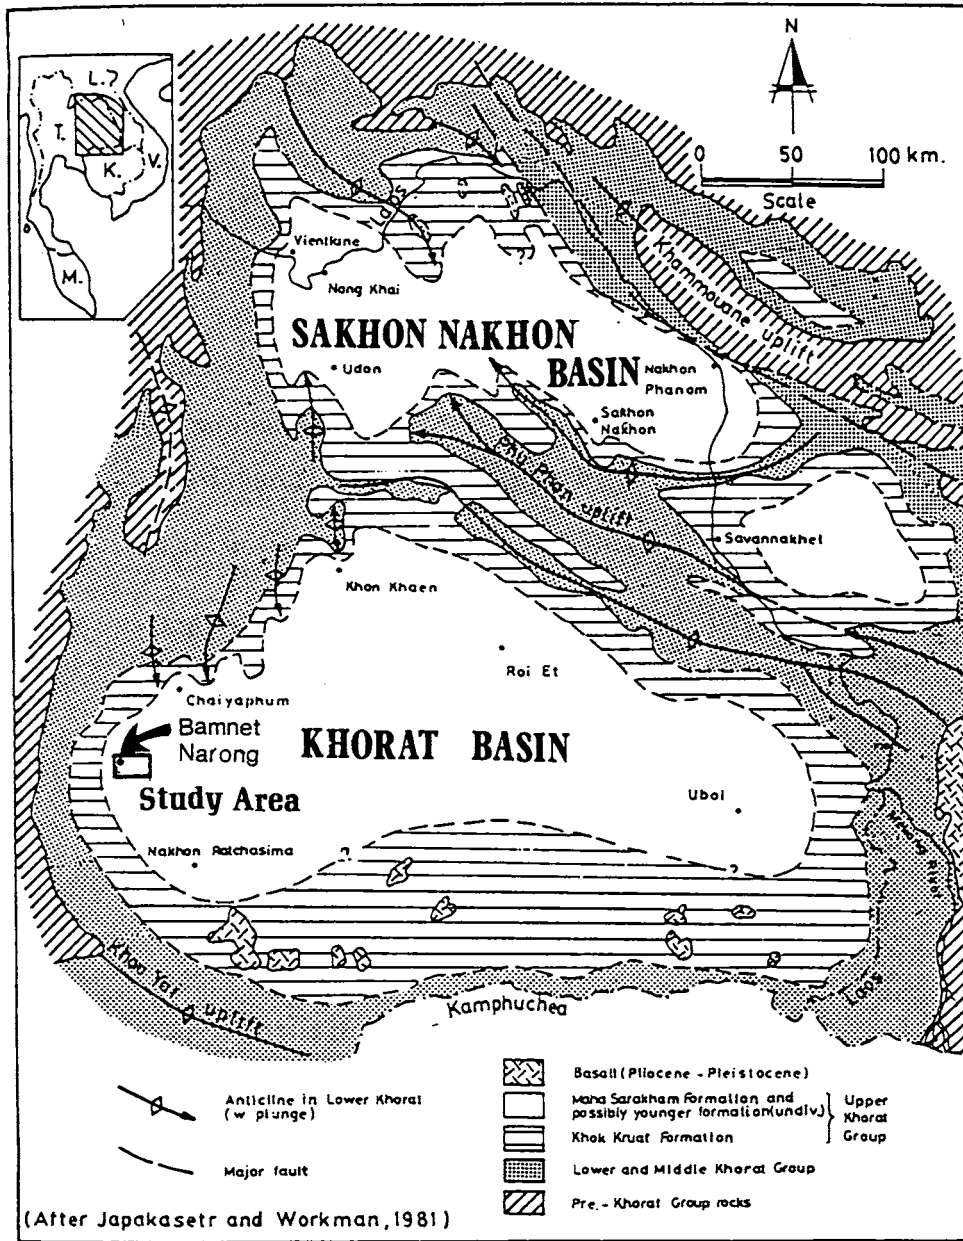 N
L.?
T.
V.
K.
M.
0 50 100 km.
Scale
Laos
Vientiane
Nong Khai
Khammouane uplift
SAKHON NAKHON
BASIN
Udon
Nakhon
Phanom
Sakhon
Nakhon
?
Phu Phan uplift
Savannakhet
Khon Khaen
Roi Et
Chaiyaphum
Bamnet
Narong
KHORAT BASIN
Study Area
Ubol
Nakhon Ratchasima
?
?
Khao Yai uplift
Laos
Kamphuchea
Anticline in Lower Khorat
(w plunge)
Major fault
Basalt (Pliocene - Pleistocene)
Maha Sarakham Formation and
possibly younger formation (undiv.)
Khok Kruat Formation
Upper
Khorat
Group
Lower and Middle Khorat Group
Pre.- Khorat Group rocks
(After Japakasetr and Workman, 1981)